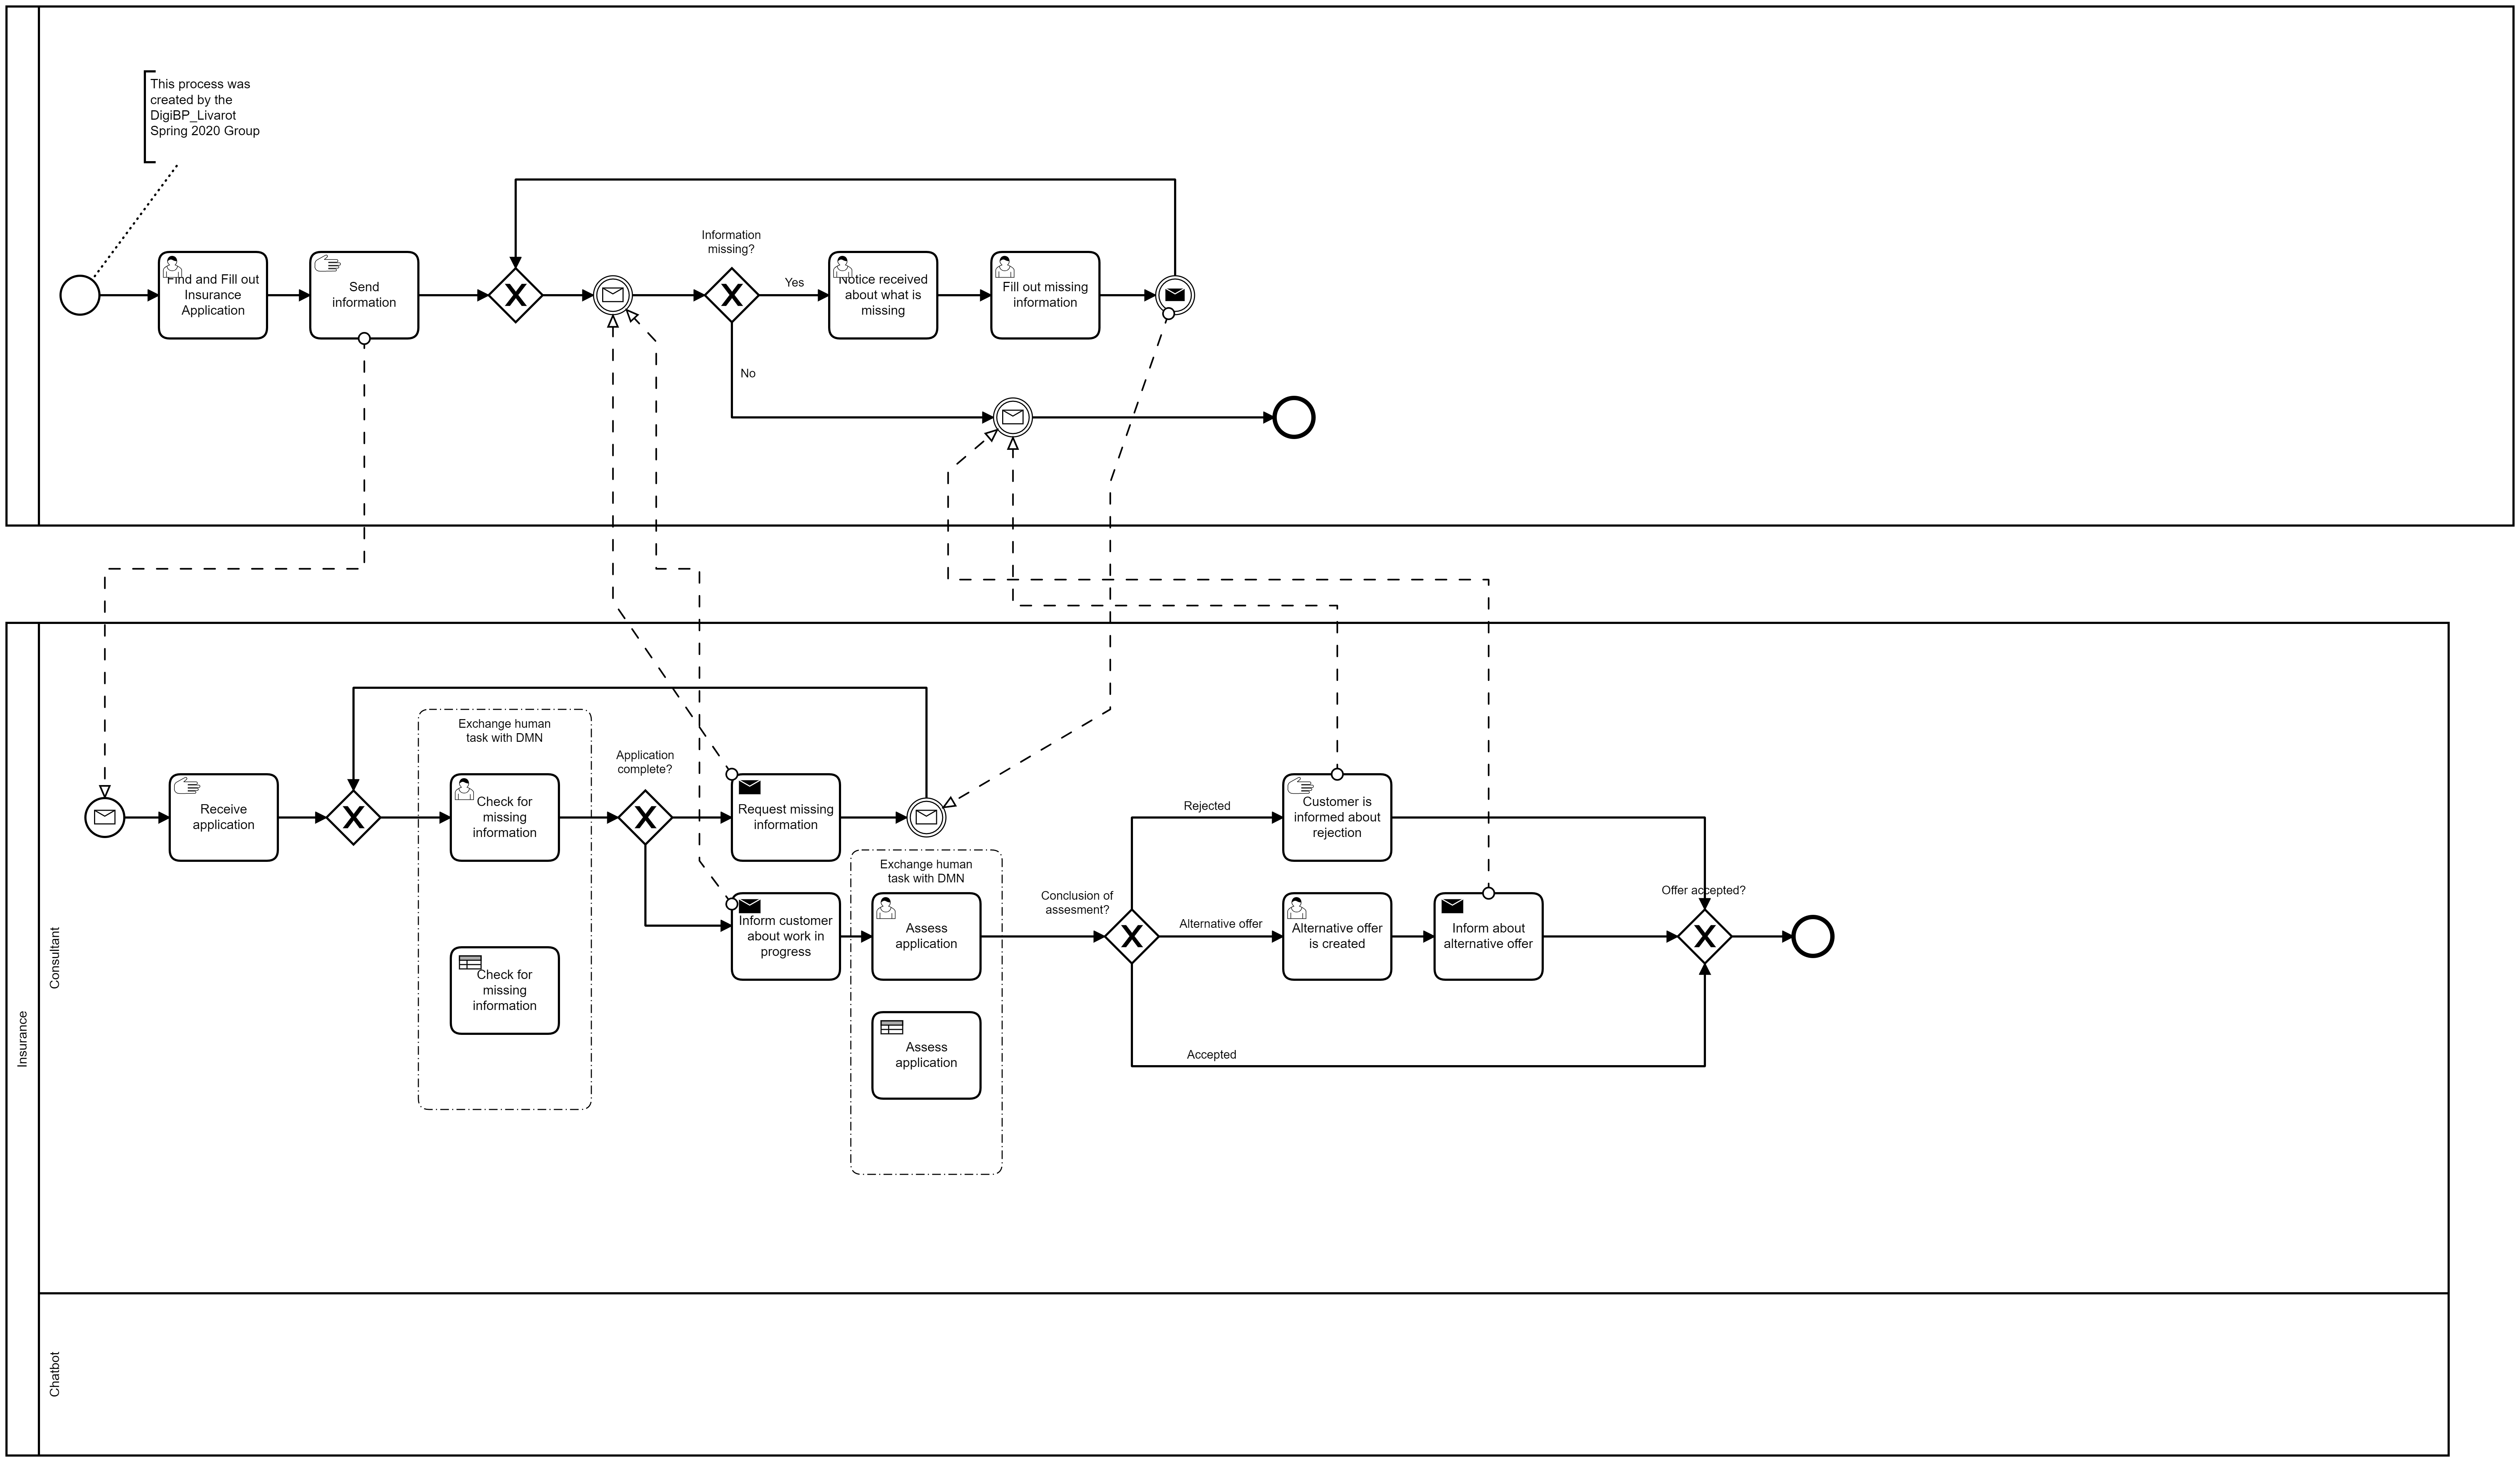 This process was
created by the
DigiBP_Livarot
Spring 2020 Group
Find and Fill out
Insurance
Application
Send
information
Information
missing?
Yes
No
Notice received
about what is
missing
Fill out missing
information
Insurance
Consultant
Chatbot
Receive
application
Exchange human
task with DMN
Check for
missing
information
Check for
missing
information
Application
complete?
Request missing
information
Inform customer
about work in
progress
Exchange human
task with DMN
Assess
application
Assess
application
Conclusion of
assesment?
Rejected
Alternative offer
Accepted
Customer is
informed about
rejection
Alternative offer
is created
Inform about
alternative offer
Offer accepted?